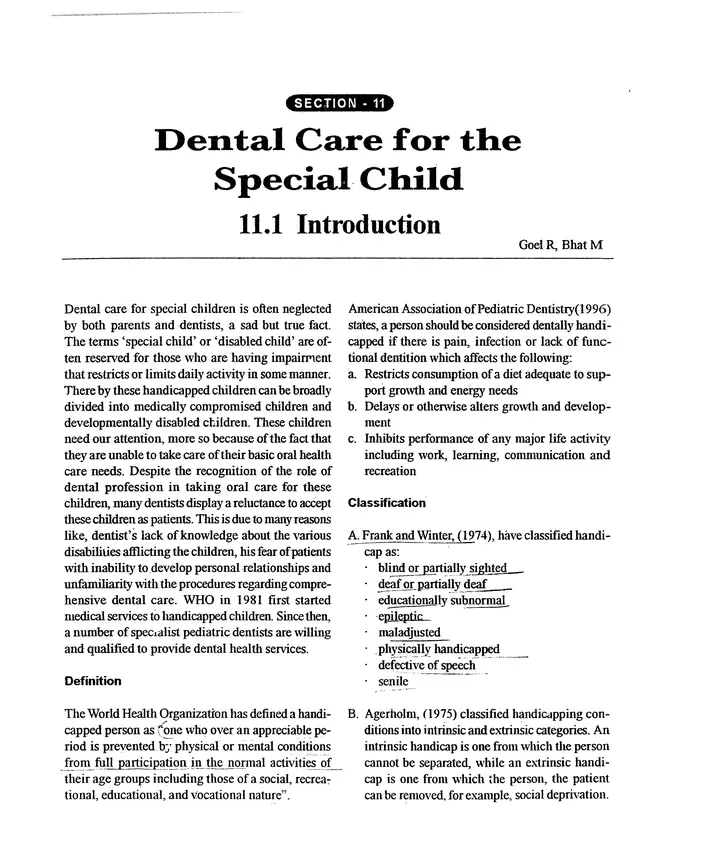 SECTION - 11
Dental Care for the
Special Child
11.1 Introduction
Goel R, Bhat M
Dental care for special children is often neglected
by both parents and dentists, a sad but true fact.
The terms ‘special child’ or ‘disabled child’ are of-
ten reserved for those who are having impairment
that restricts or limits daily activity in some manner.
There by these handicapped children can be broadly
divided into medically compromised children and
developmentally disabled children. These children
need our attention, more so because of the fact that
they are unable to take care of their basic oral health
care needs. Despite the recognition of the role of
dental profession in taking oral care for these
children, many dentists display a reluctance to accept
these children as patients. This is due to many reasons
like, dentist’s lack of knowledge about the various
disabilities afflicting the children, his fear of patients
with inability to develop personal relationships and
unfamiliarity with the procedures regarding compre-
hensive dental care. WHO in 1981 first started
medical services to handicapped children. Since then,
a number of specialist pediatric dentists are willing
and qualified to provide dental health services.
Definition
The World Health Organization has defined a handi-
capped person as “one who over an appreciable pe-
riod is prevented by physical or mental conditions
from full participation in the normal activities of
their age groups including those of a social, recrea-
tional, educational, and vocational nature”.
American Association of Pediatric Dentistry(1996)
states, a person should be considered dentally handi-
capped if there is pain, infection or lack of func-
tional dentition which affects the following:
a. Restricts consumption of a diet adequate to sup-
port growth and energy needs
b. Delays or otherwise alters growth and develop-
ment
c. Inhibits performance of any major life activity
including work, learning, communication and
recreation
Classification
A. Frank and Winter, (1974), have classified handi-
cap as:
· blind or partially sighted
· deaf or partially deaf
· educationally subnormal
· epileptic
· maladjusted
· physically handicapped
· defective of speech
· senile
B. Agerholm, (1975) classified handicapping con-
ditions into intrinsic and extrinsic categories. An
intrinsic handicap is one from which the person
cannot be separated, while an extrinsic handi-
cap is one from which the person, the patient
can be removed, for example, social deprivation.